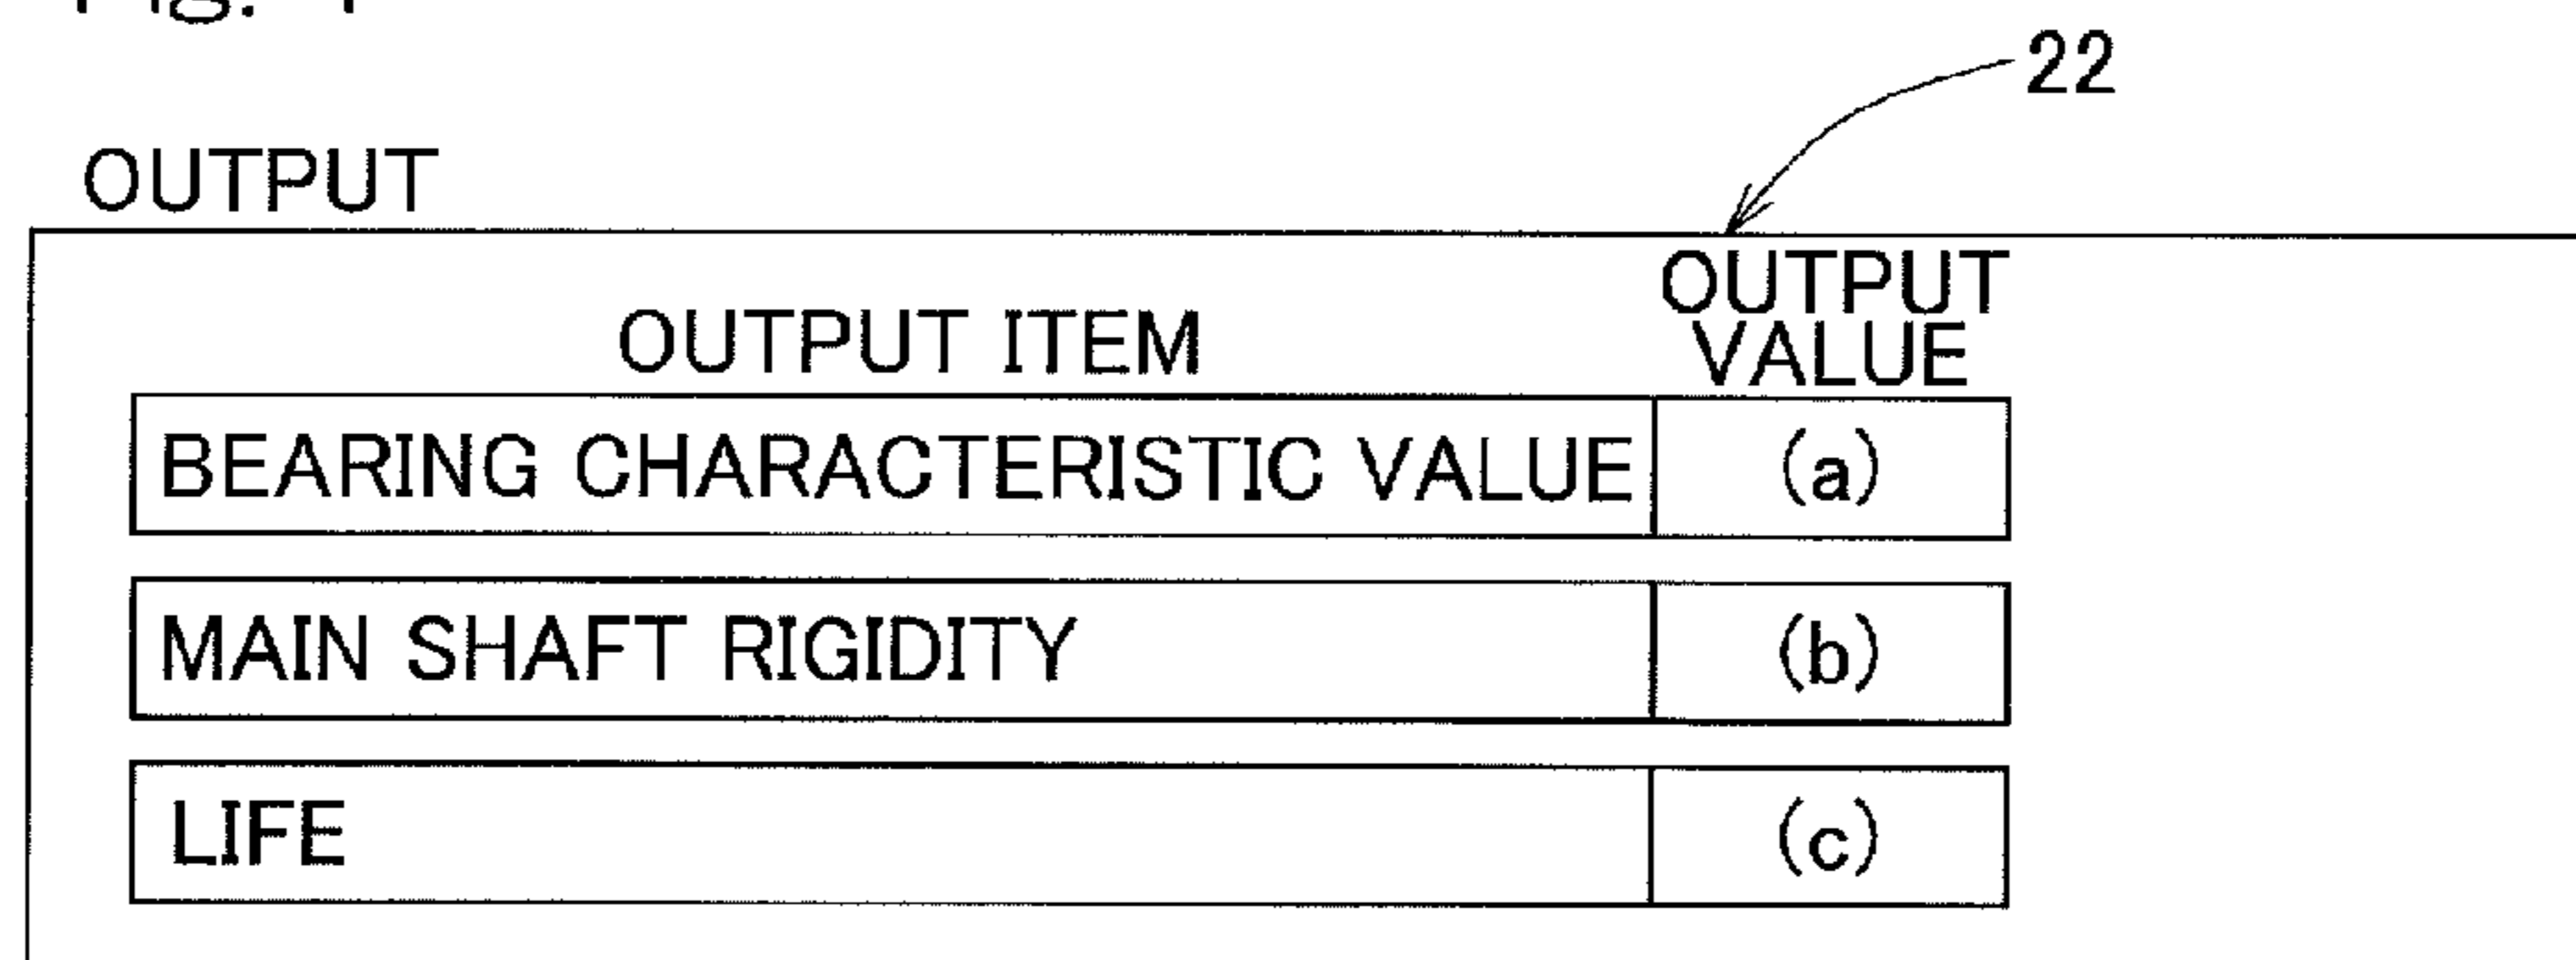 22
OUTPUT
OUTPUT ITEM
OUTPUT
VALUE
BEARING CHARACTERISTIC VALUE (a)
MAIN SHAFT RIGIDITY (b)
LIFE (c)